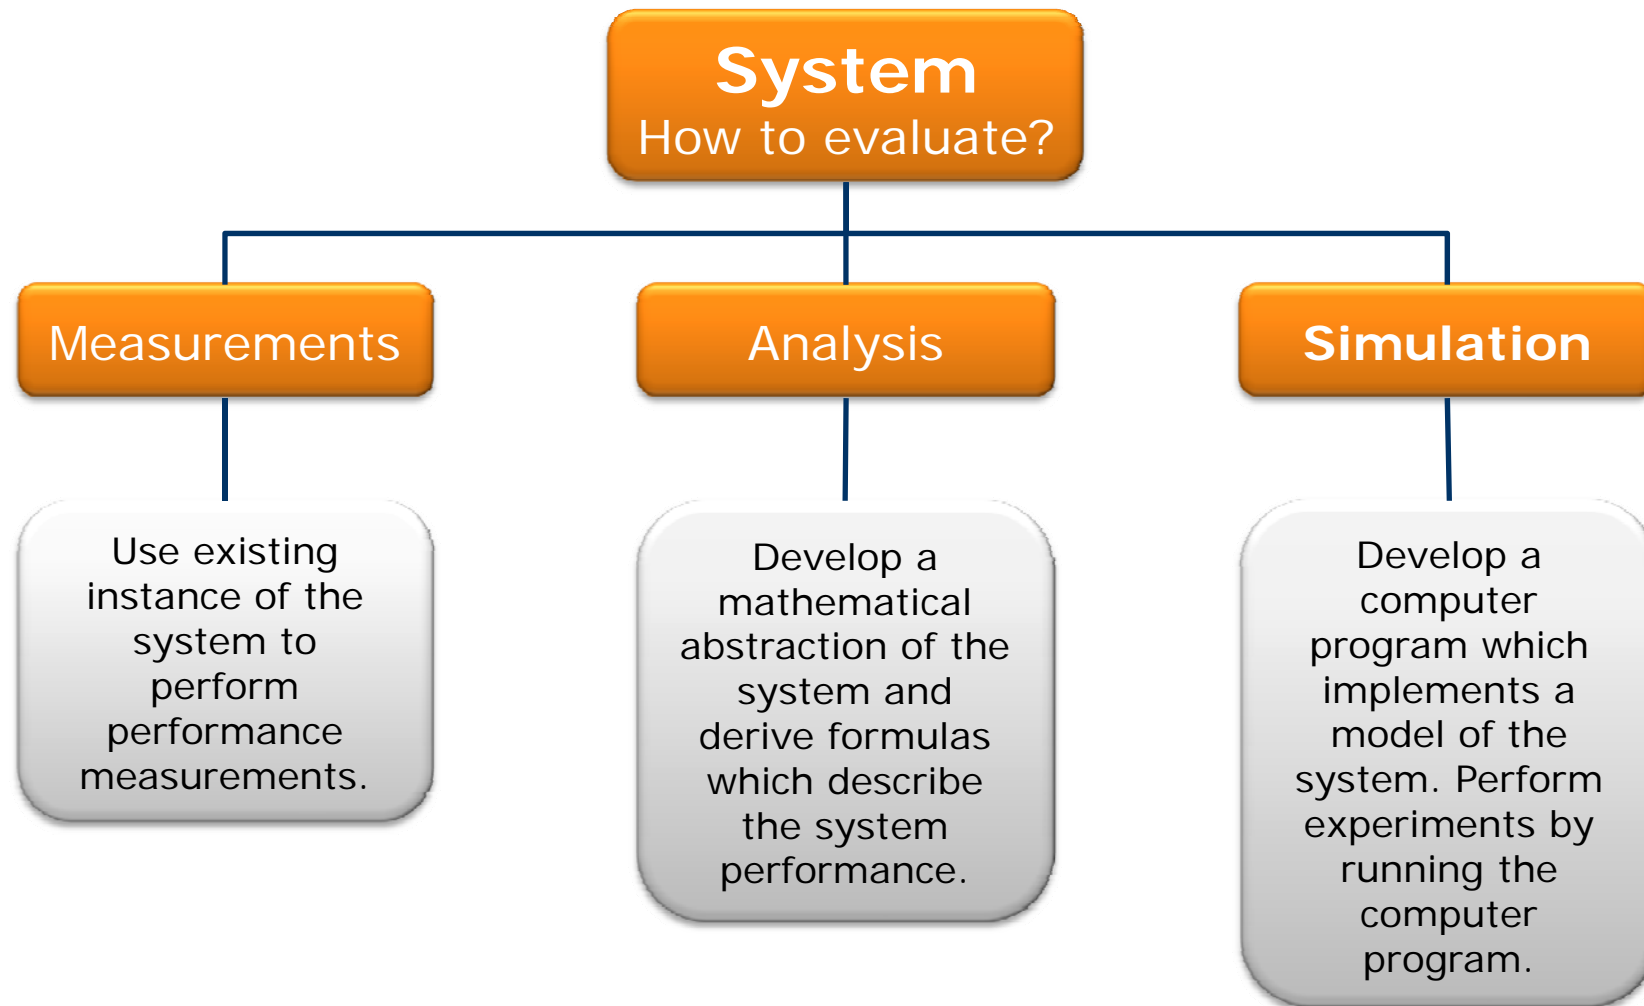 System
How to evaluate?
Measurements
Analysis
Simulation
Use existing
instance of the
system to
perform
performance
measurements.
Develop a
mathematical
abstraction of the
system and
derive formulas
which describe
the system
performance.
Develop a
computer
program which
implements a
model of the
system. Perform
experiments by
running the
computer
program.